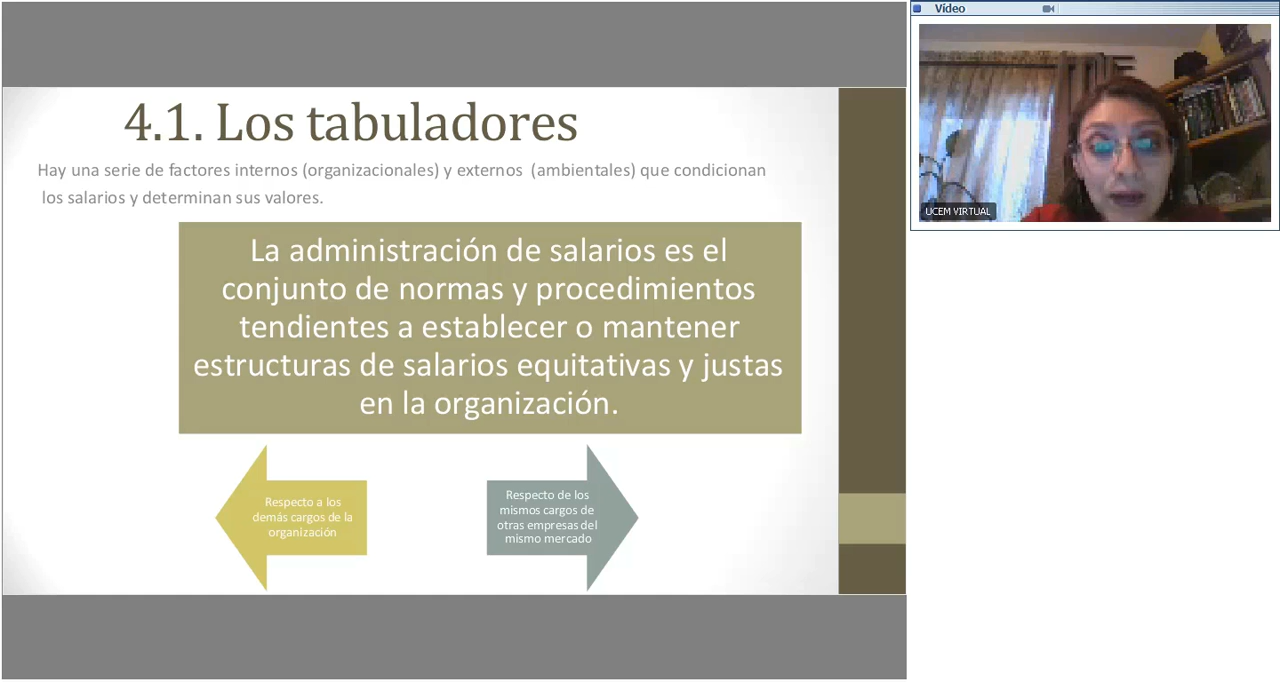 4.1. Los tabuladores
Hay una serie de factores internos (organizacionales) y externos (ambientales) que condicionan
los salarios y determinan sus valores.
La administración de salarios es el
conjunto de normas y procedimientos
tendientes a establecer o mantener
estructuras de salarios equitativas y justas
en la organización.
Respecto a los
demás cargos de la
organización
Respecto de los
mismos cargos de
otras empresas del
mismo mercado
Vídeo
UCEM VIRTUAL